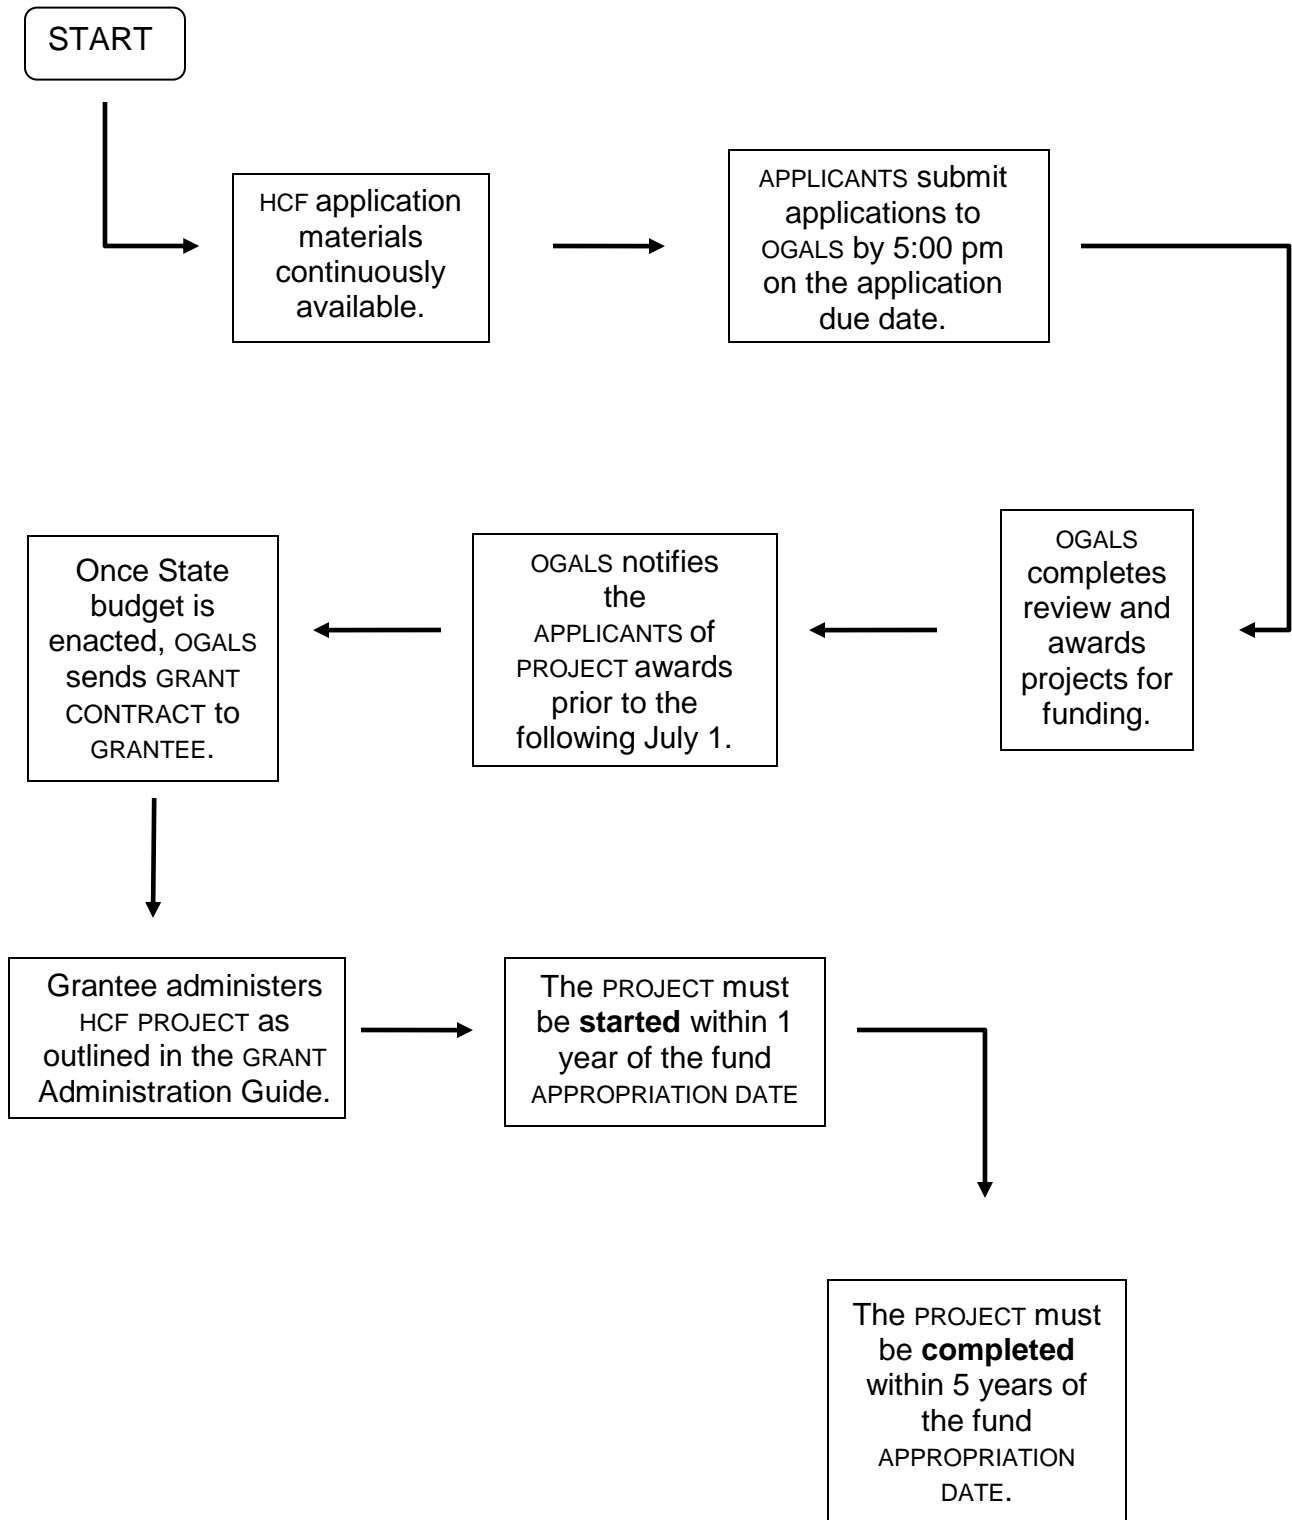 START
HCF application
materials
continuously
available.
APPLICANTS submit
applications to
OGALS by 5:00 pm
on the application
due date.
OGALS
completes
review and
awards
projects for
funding.
OGALS notifies
the
APPLICANTS of
PROJECT awards
prior to the
following July 1.
Once State
budget is
enacted, OGALS
sends GRANT
CONTRACT to
GRANTEE.
Grantee administers
HCF PROJECT as
outlined in the GRANT
Administration Guide.
The PROJECT must
be started within 1
year of the fund
APPROPRIATION DATE
The PROJECT must
be completed
within 5 years of
the fund
APPROPRIATION
DATE.